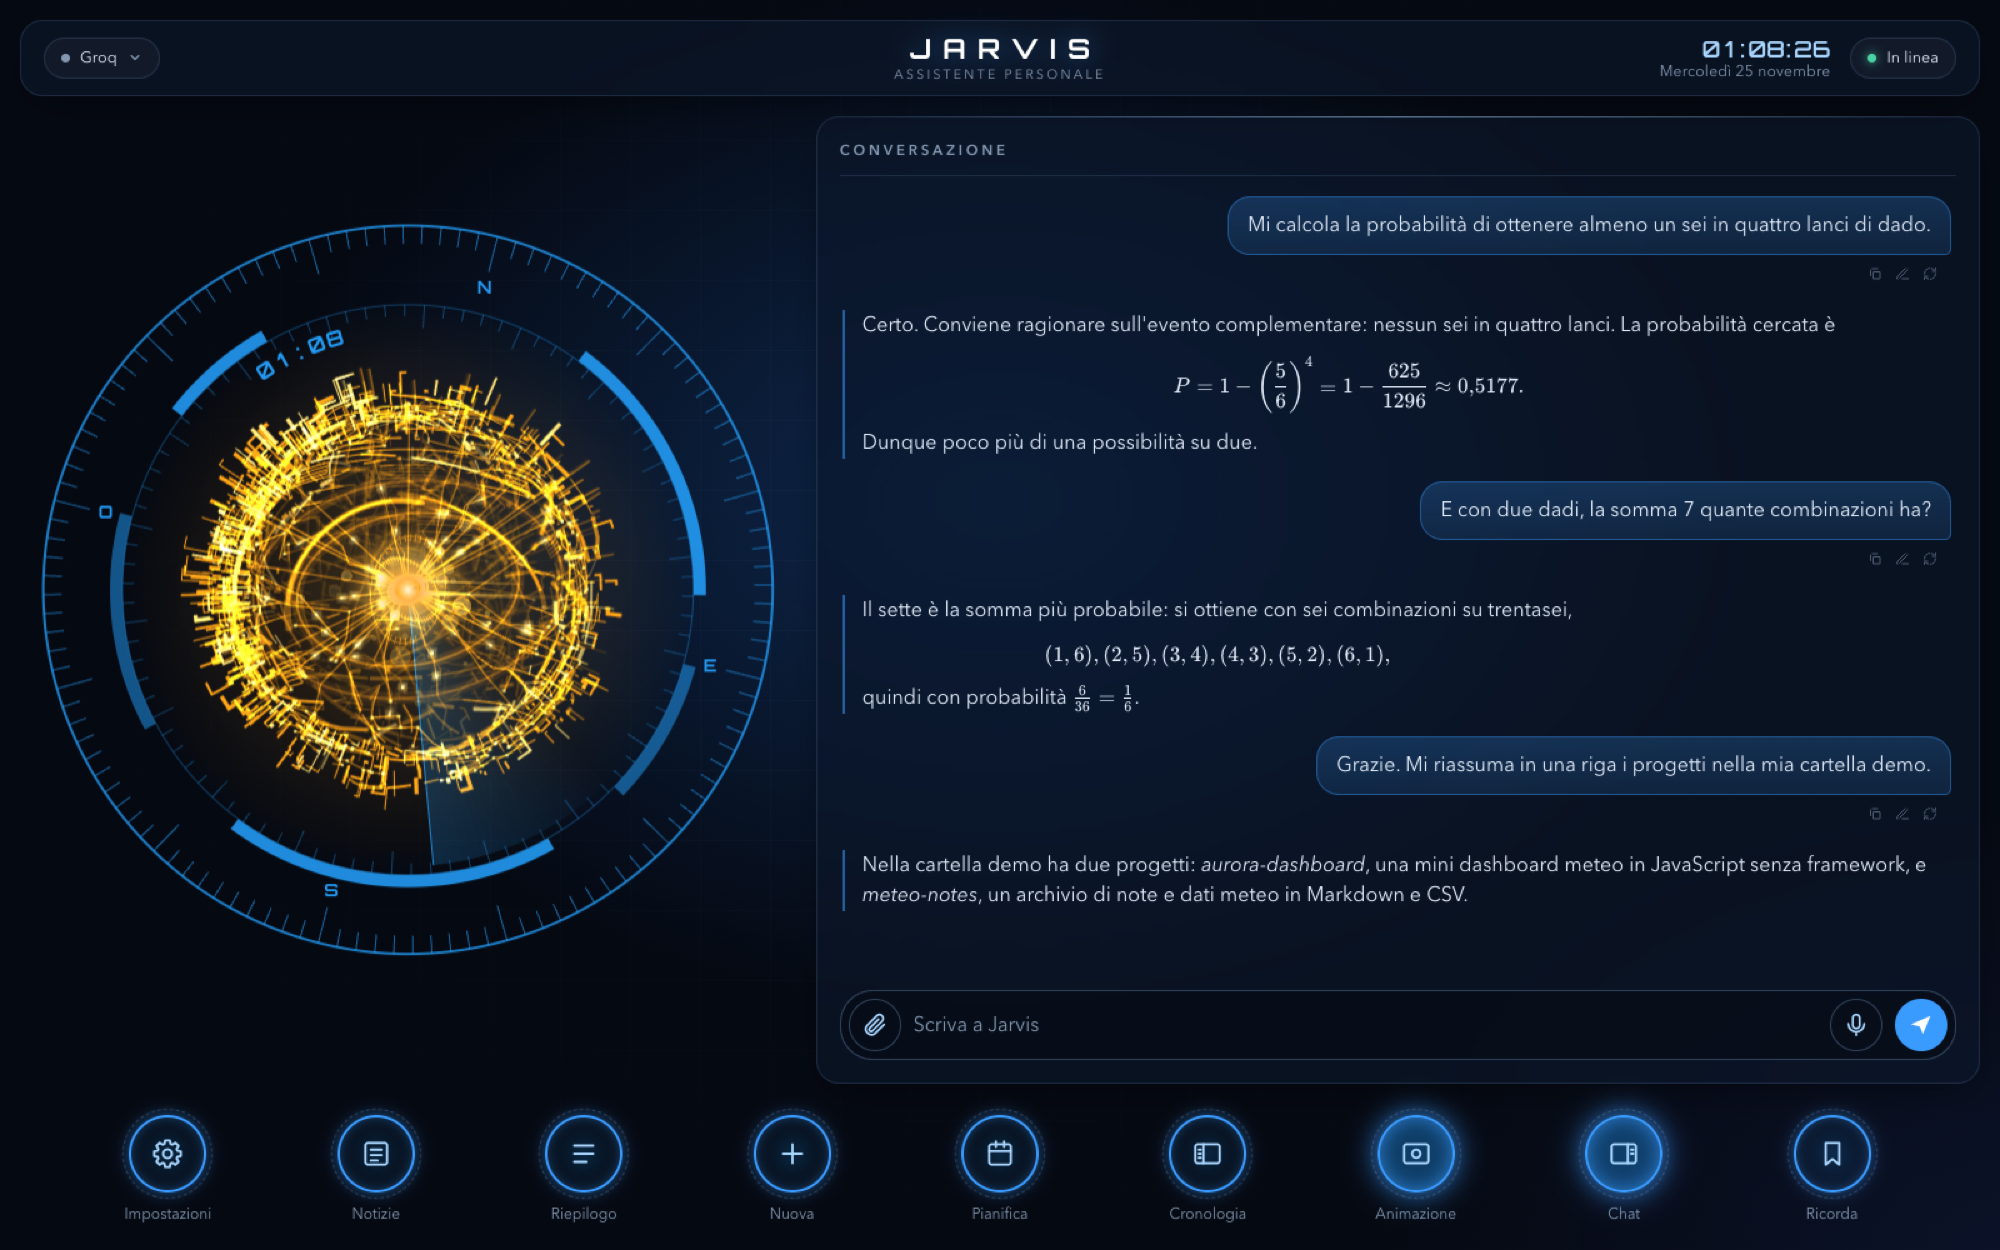 Groq
JARVIS
ASSISTENTE PERSONALE
01:08:26
Mercoledì 25 novembre
In linea
N
01:08
O
E
S
CONVERSAZIONE
Mi calcola la probabilità di ottenere almeno un sei in quattro lanci di dado.
Certo. Conviene ragionare sull'evento complementare: nessun sei in quattro lanci. La probabilità cercata è
P = 1 − (5/6)^4 = 1 − 625/1296 ≈ 0,5177.
Dunque poco più di una possibilità su due.
E con due dadi, la somma 7 quante combinazioni ha?
Il sette è la somma più probabile: si ottiene con sei combinazioni su trentasei,
(1, 6), (2, 5), (3, 4), (4, 3), (5, 2), (6, 1),
quindi con probabilità 6/36 = 1/6.
Grazie. Mi riassuma in una riga i progetti nella mia cartella demo.
Nella cartella demo ha due progetti: aurora-dashboard, una mini dashboard meteo in JavaScript senza framework, e
meteo-notes, un archivio di note e dati meteo in Markdown e CSV.
Scriva a Jarvis
Impostazioni
Notizie
Riepilogo
Nuova
Pianifica
Cronologia
Animazione
Chat
Ricorda